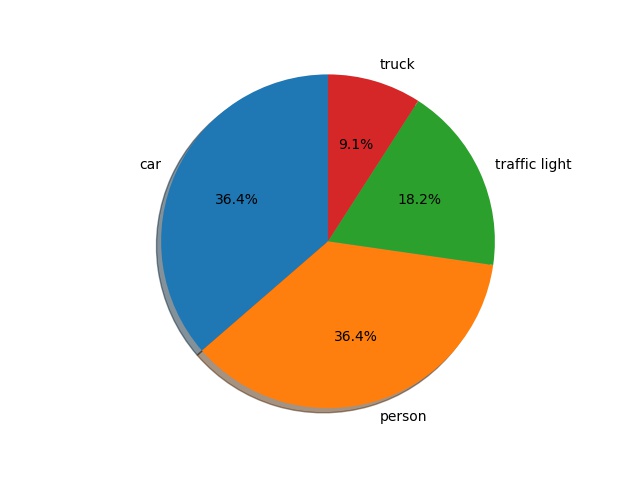 truck
9.1%
car
traffic light
36.4%
18.2%
36.4%
person